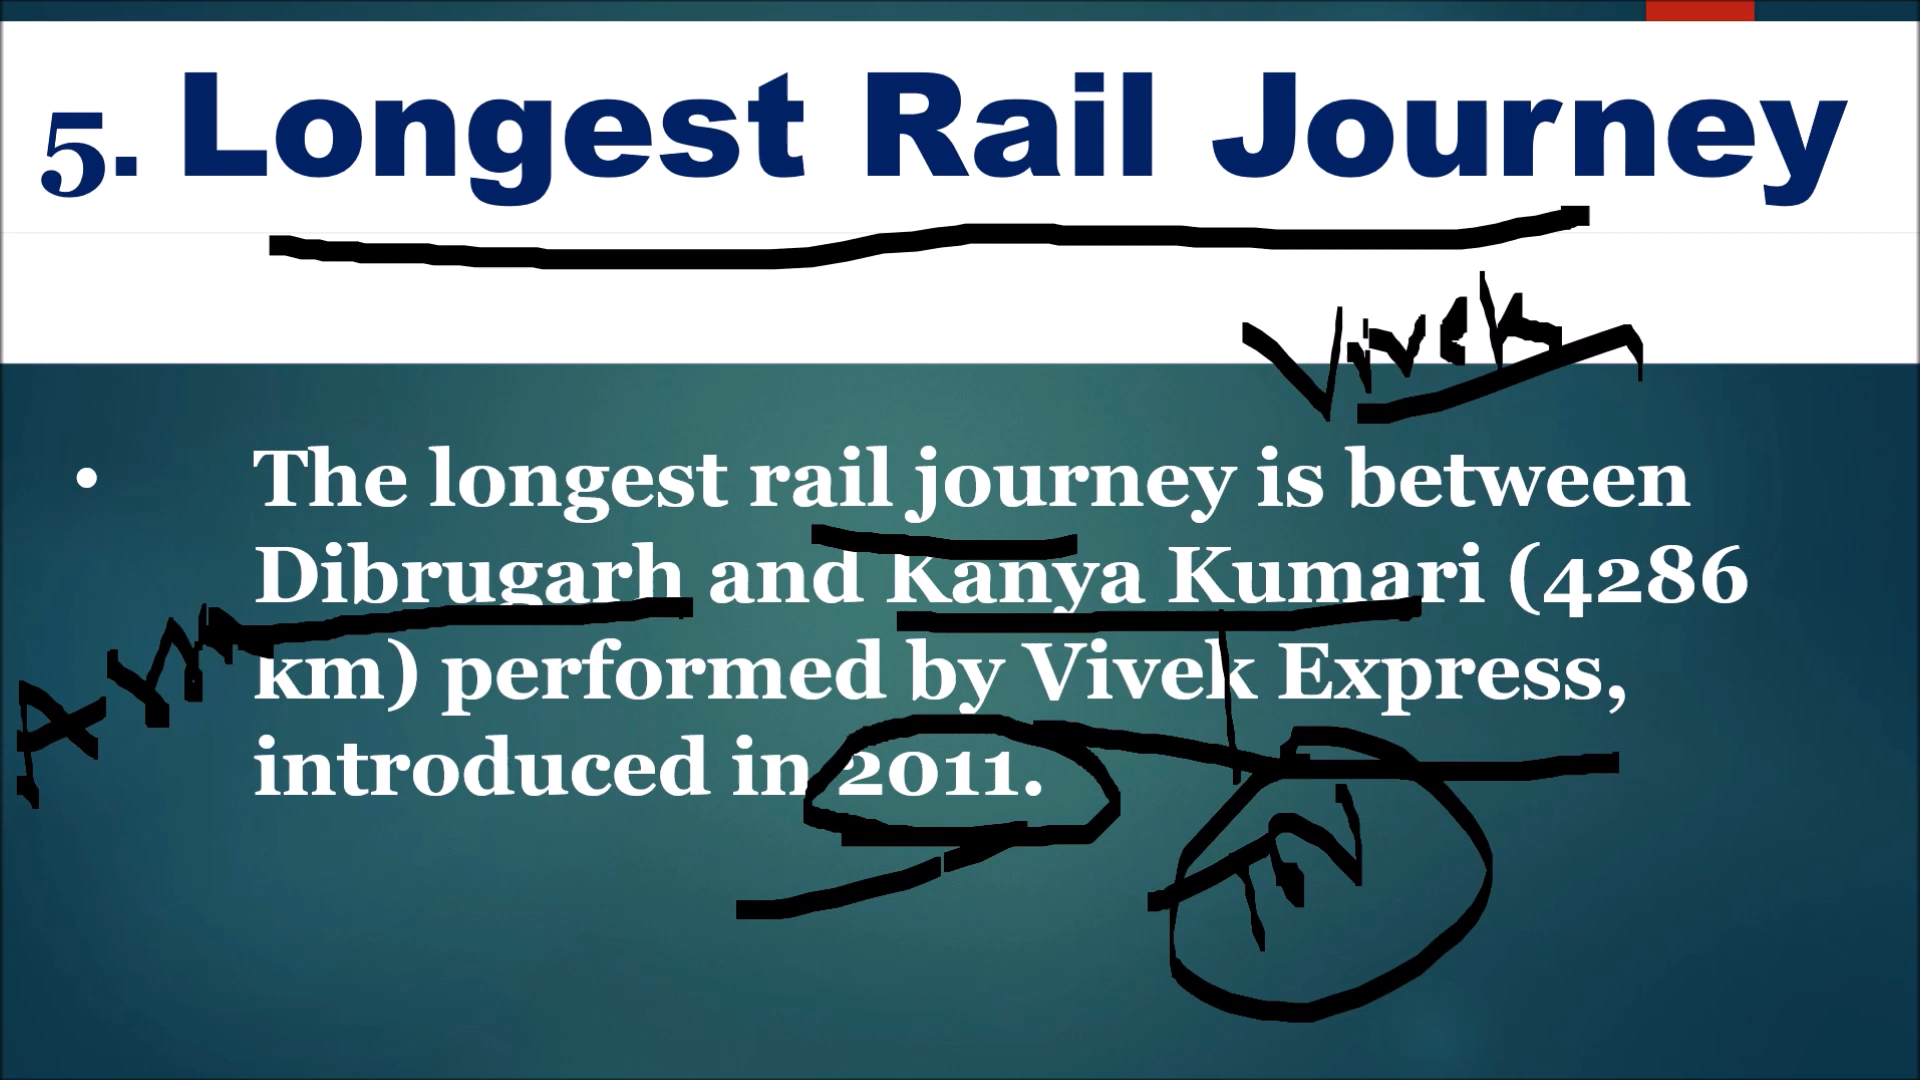 5. Longest Rail Journey
Vivek
• The longest rail journey is between
Dibrugarh and Kanya Kumari (4286
km) performed by Vivek Express,
introduced in 2011.
TN